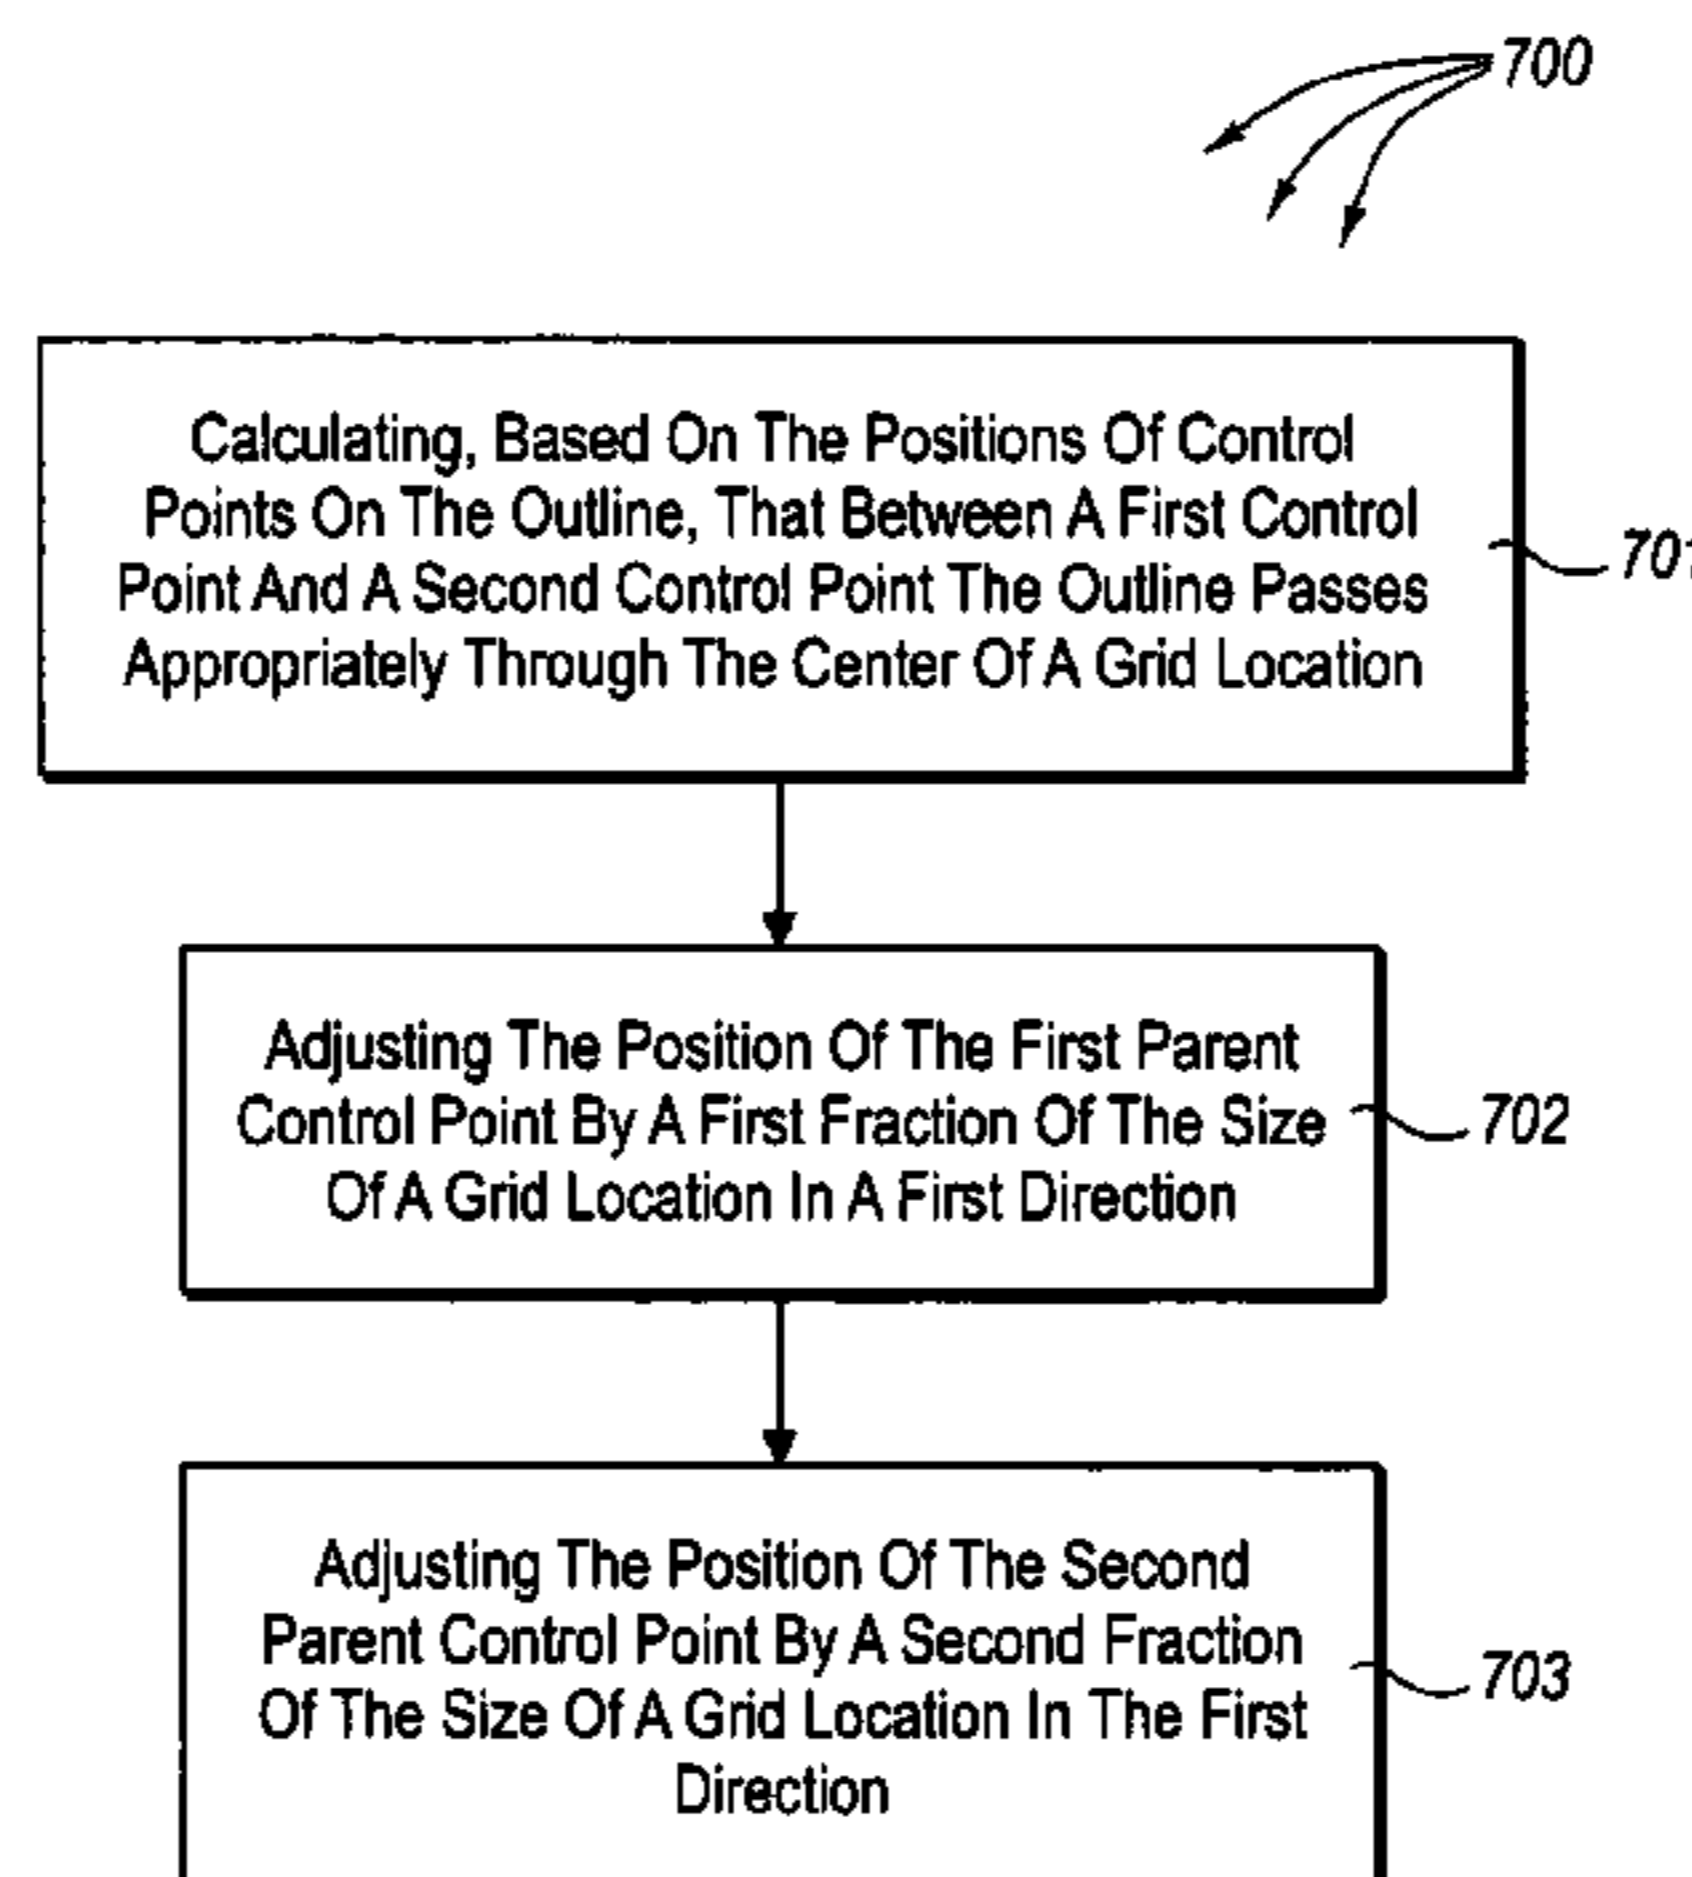 700
Calculating, Based On The Positions Of Control
Points On The Outline, That Between A First Control
Point And A Second Control Point The Outline Passes
Appropriately Through The Center Of A Grid Location
701
Adjusting The Position Of The First Parent
Control Point By A First Fraction Of The Size
Of A Grid Location In A First Direction
702
Adjusting The Position Of The Second
Parent Control Point By A Second Fraction
Of The Size Of A Grid Location In The First
Direction
703